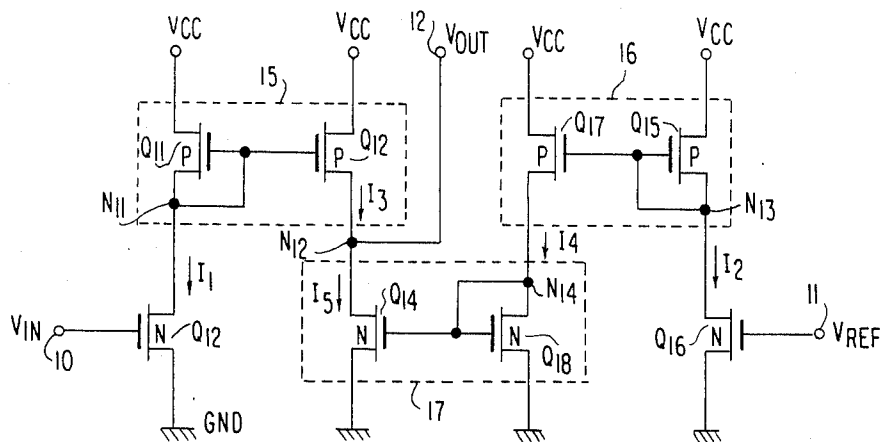 VCC
VCC
12
VOUT
VCC
16
VCC
15
Q11
P
P
Q12
Q17
P
Q15
P
N11
I3
N12
I4
N13
I1
I5
Q14
N14
I2
11
VIN
10
N
Q12
N
N
Q18
Q16
N
VREF
GND
17